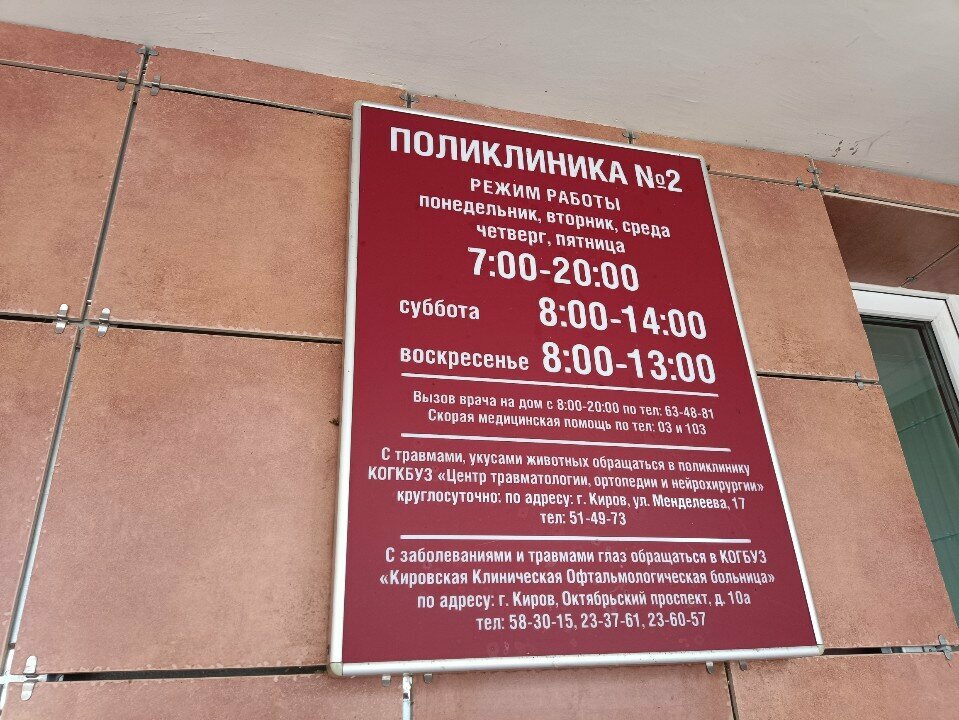 ПОЛИКЛИНИКА №2
РЕЖИМ РАБОТЫ
понедельник, вторник, среда
четверг, пятница
7:00-20:00
суббота 8:00-14:00
воскресенье 8:00-13:00
Вызов врача на дом с 8:00-20:00 по тел: 63-48-81
Скорая медицинская помощь по тел: 03 и 103
С травмами, укусами животных обращаться в поликлинику
КОГКБУЗ «Центр травматологии, ортопедии и нейрохирургии»
круглосуточно: по адресу: г. Киров, ул. Менделеева, 17
тел: 51-49-73
С заболеваниями и травмами глаз обращаться в КОГБУЗ
«Кировская Клиническая Офтальмологическая больница»
по адресу: г. Киров, Октябрьский проспект, д. 10а
тел: 58-30-15, 23-37-61, 23-60-57